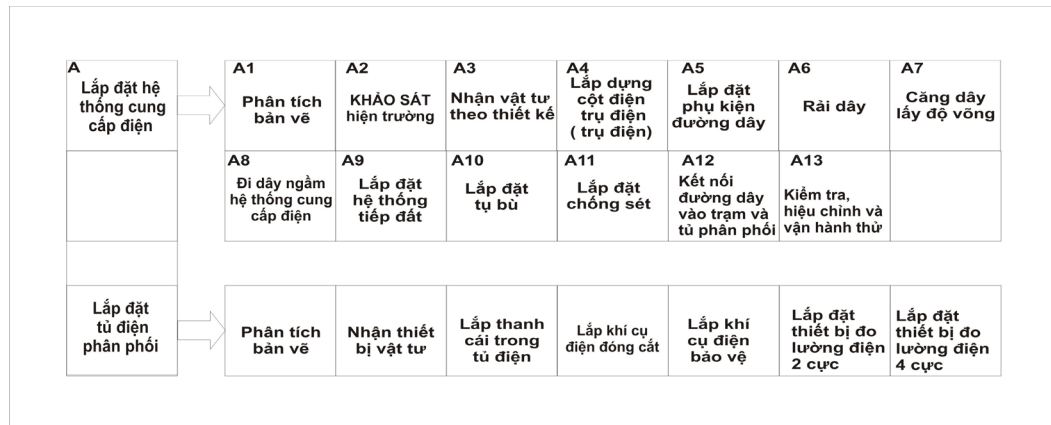 A
Lắp đặt hệ
thống cung
cấp điện
A1
Phân tích
bản vẽ
A2
KHẢO SÁT
hiện trường
A3
Nhận vật tư
theo thiết kế
A4
Lắp dựng
cột điện
trụ điện
( trụ điện)
A5
Lắp đặt
phụ kiện
đường dây
A6
Rải dây
A7
Căng dây
lấy độ võng
A8
Đi dây ngầm
hệ thống cung
cấp điện
A9
Lắp đặt
hệ thống
tiếp đất
A10
Lắp đặt
tụ bù
A11
Lắp đặt
chống sét
A12
Kết nối
đường dây
vào trạm và
tủ phân phối
A13
Kiểm tra,
hiệu chỉnh và
vận hành thử
Lắp đặt
tủ điện
phân phối
Phân tích
bản vẽ
Nhận thiết
bị vật tư
Lắp thanh
cái trong
tủ điện
Lắp khí cụ
điện đóng cắt
Lắp khí
cụ điện
bảo vệ
Lắp đặt
thiết bị đo
lường điện
2 cực
Lắp đặt
thiết bị đo
lường điện
4 cực